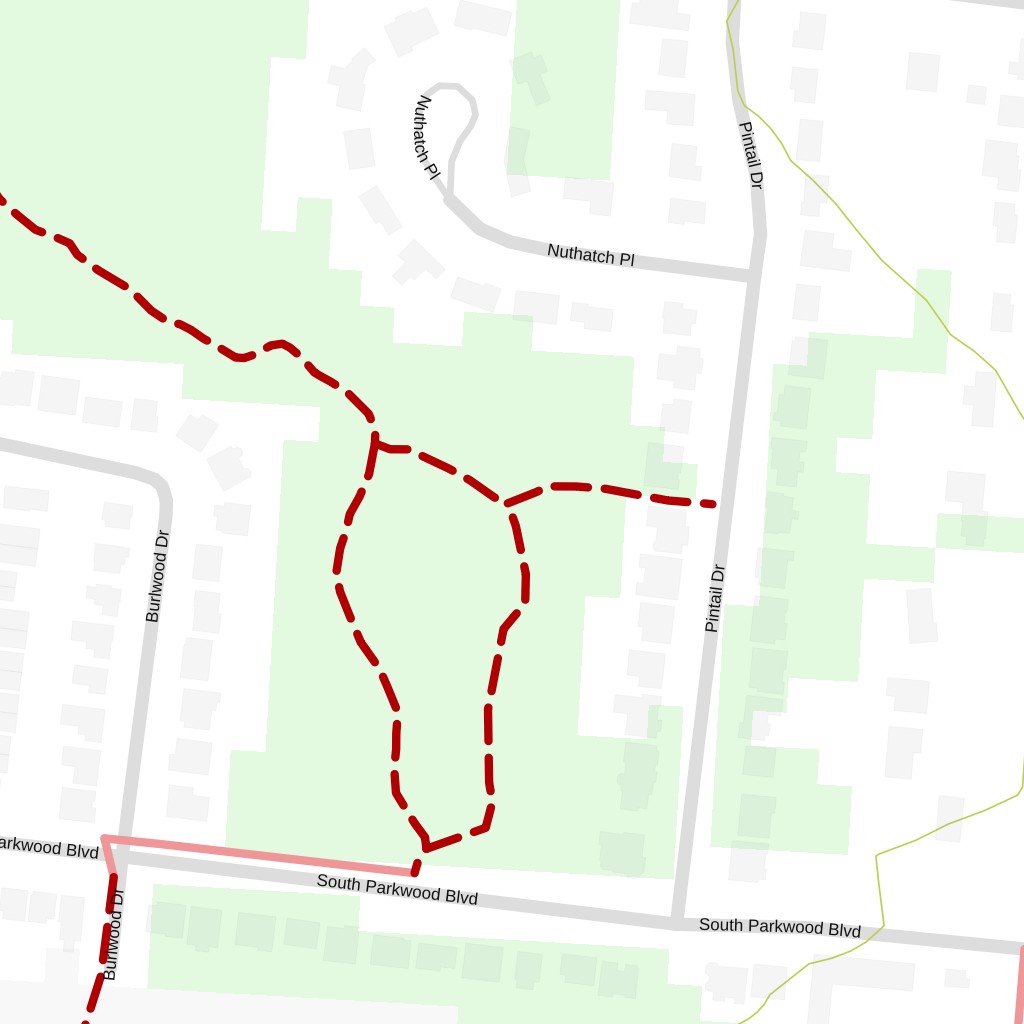 Nuthatch Pl
Pintail Dr
Nuthatch Pl
Burlwood Dr
Pintail Dr
arkwood Blvd
South Parkwood Blvd
Burlwood Dr
South Parkwood Blvd